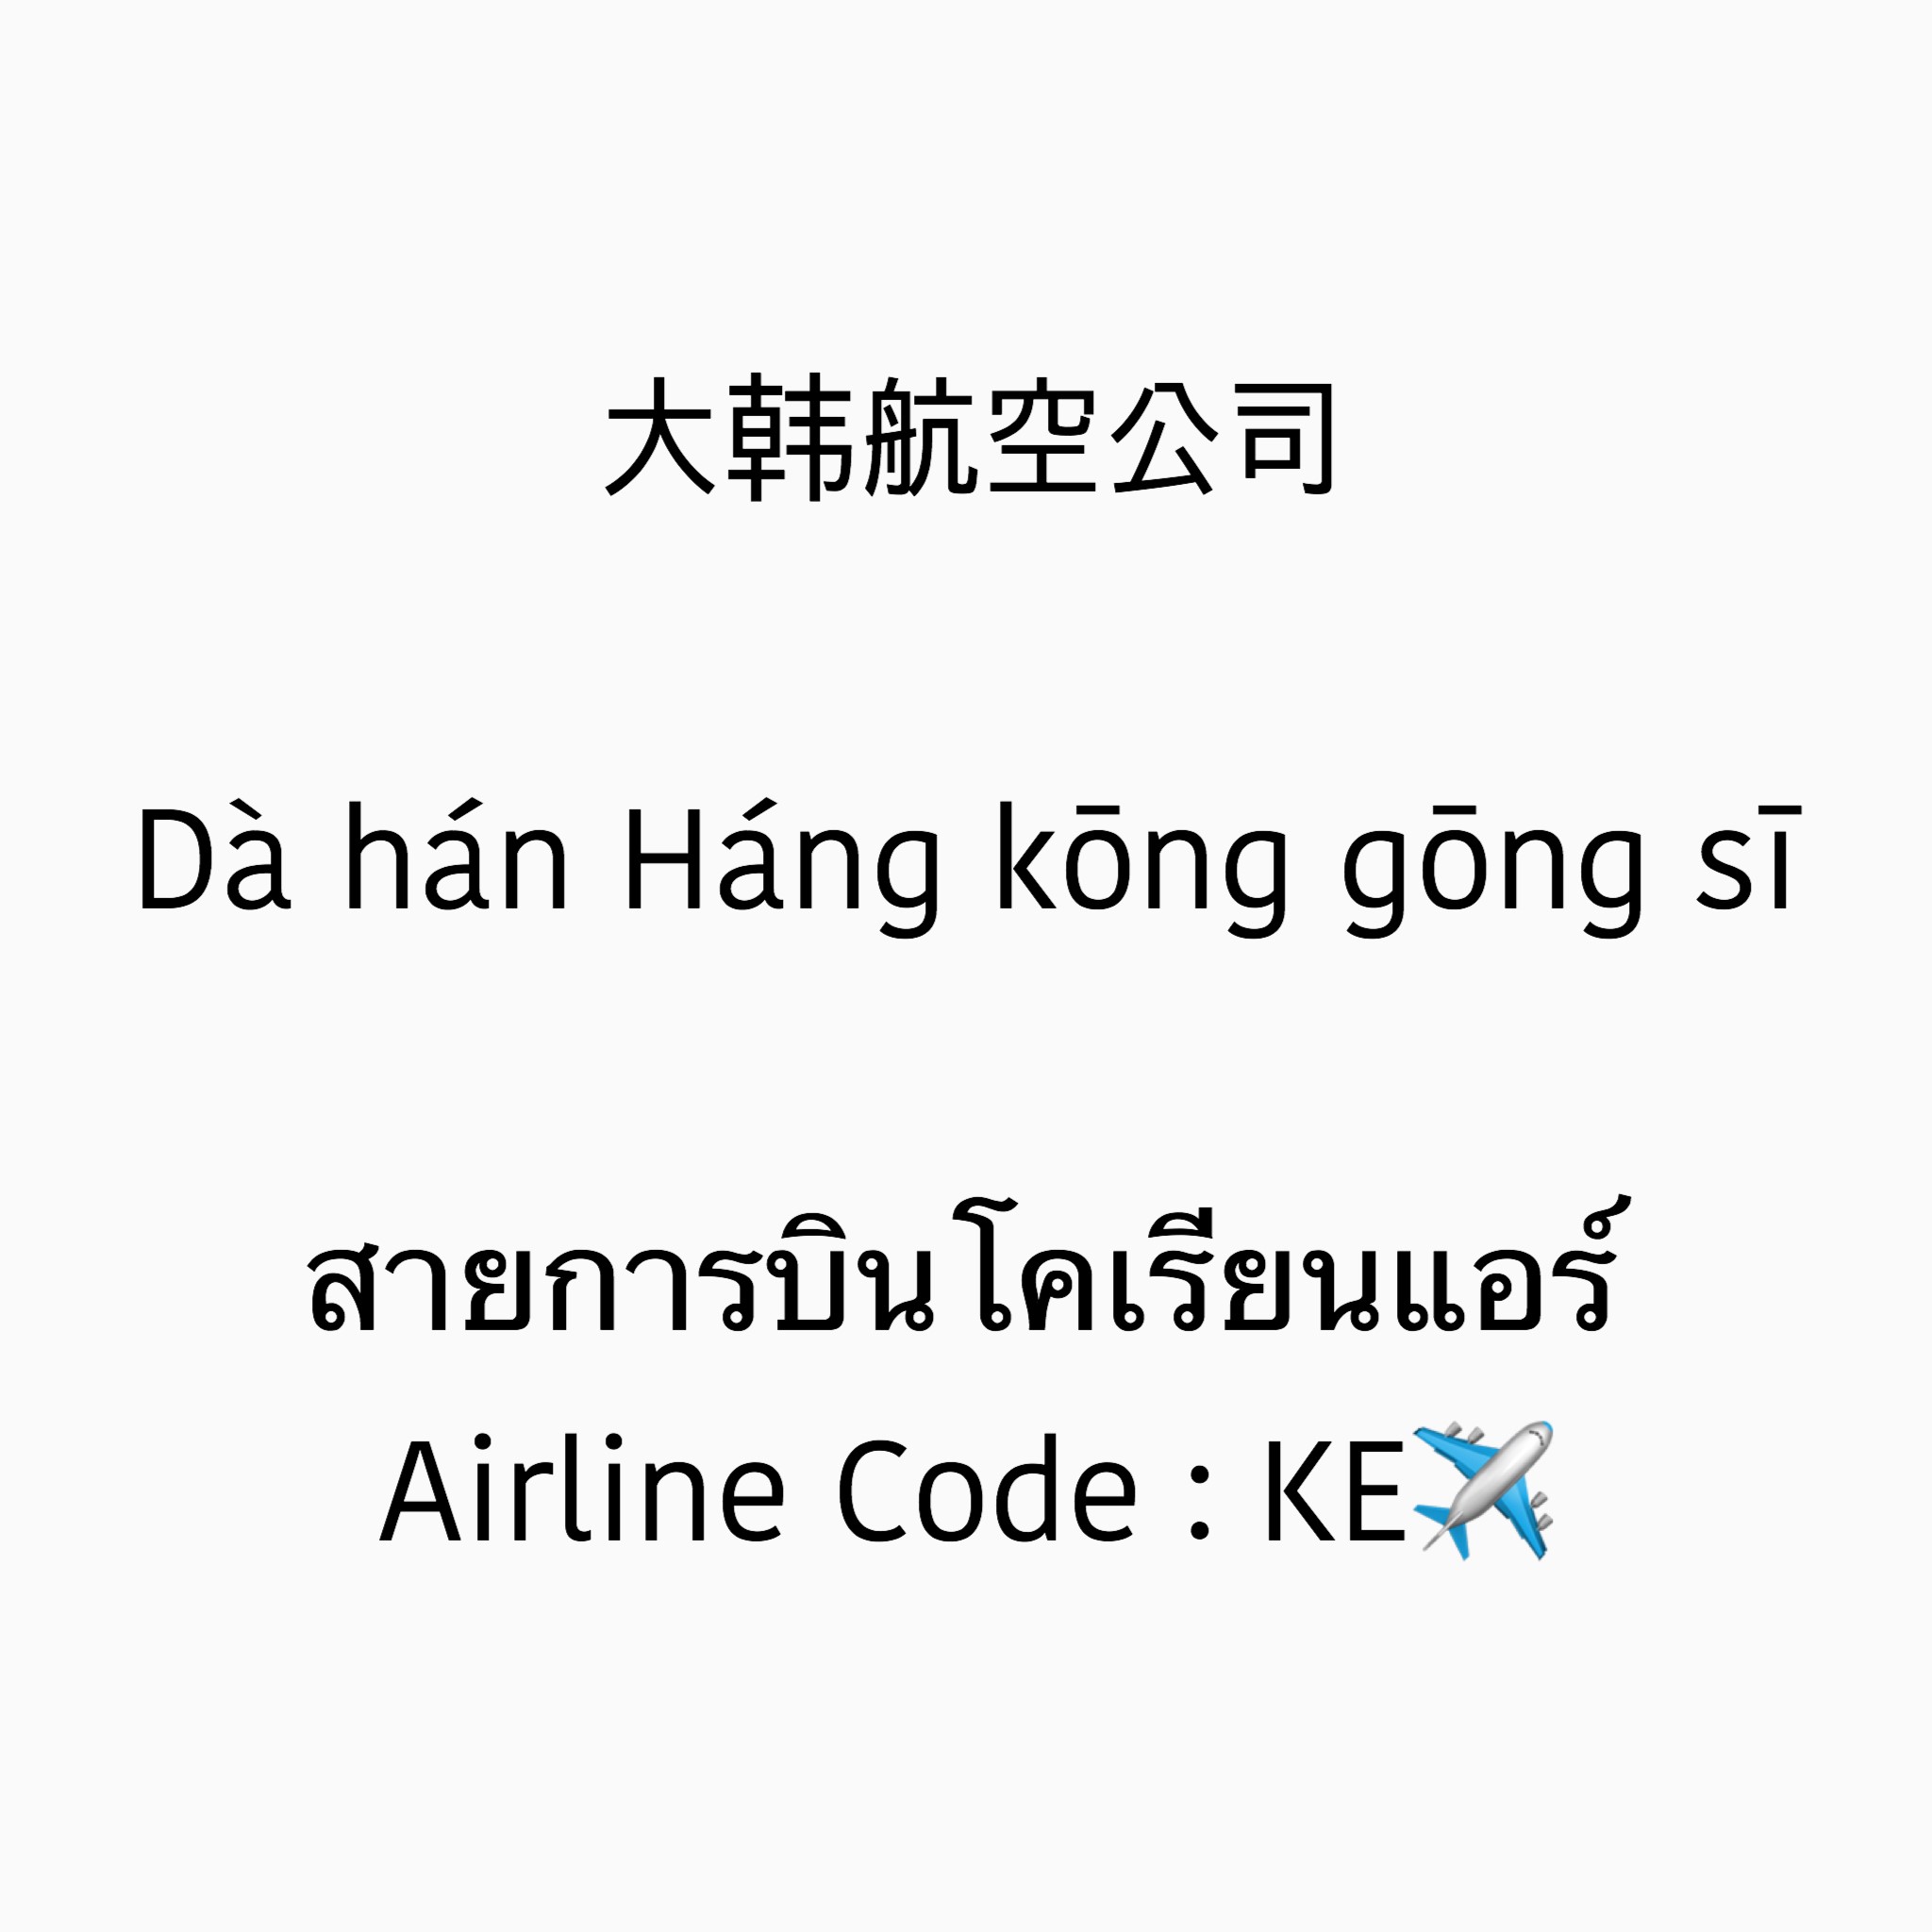 大韩航空公司
Dà hán Háng kōng gōng sī
สายการบินโคเรียนแอร์
Airline Code : KE✈️